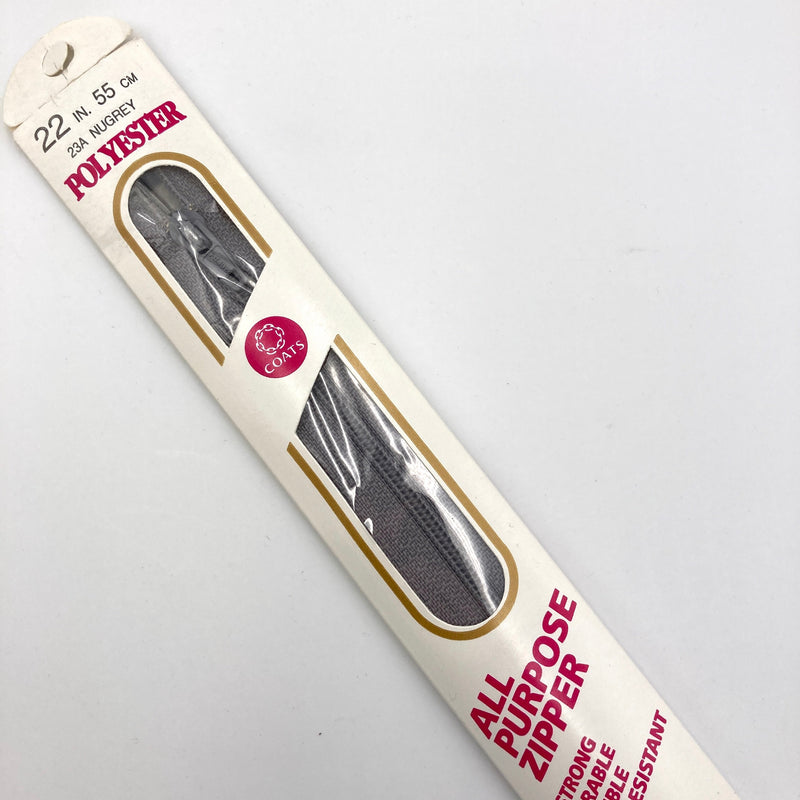 22 IN. 55 CM
23A NUGREY
POLYESTER
COATS
ALL
PURPOSE
ZIPPER